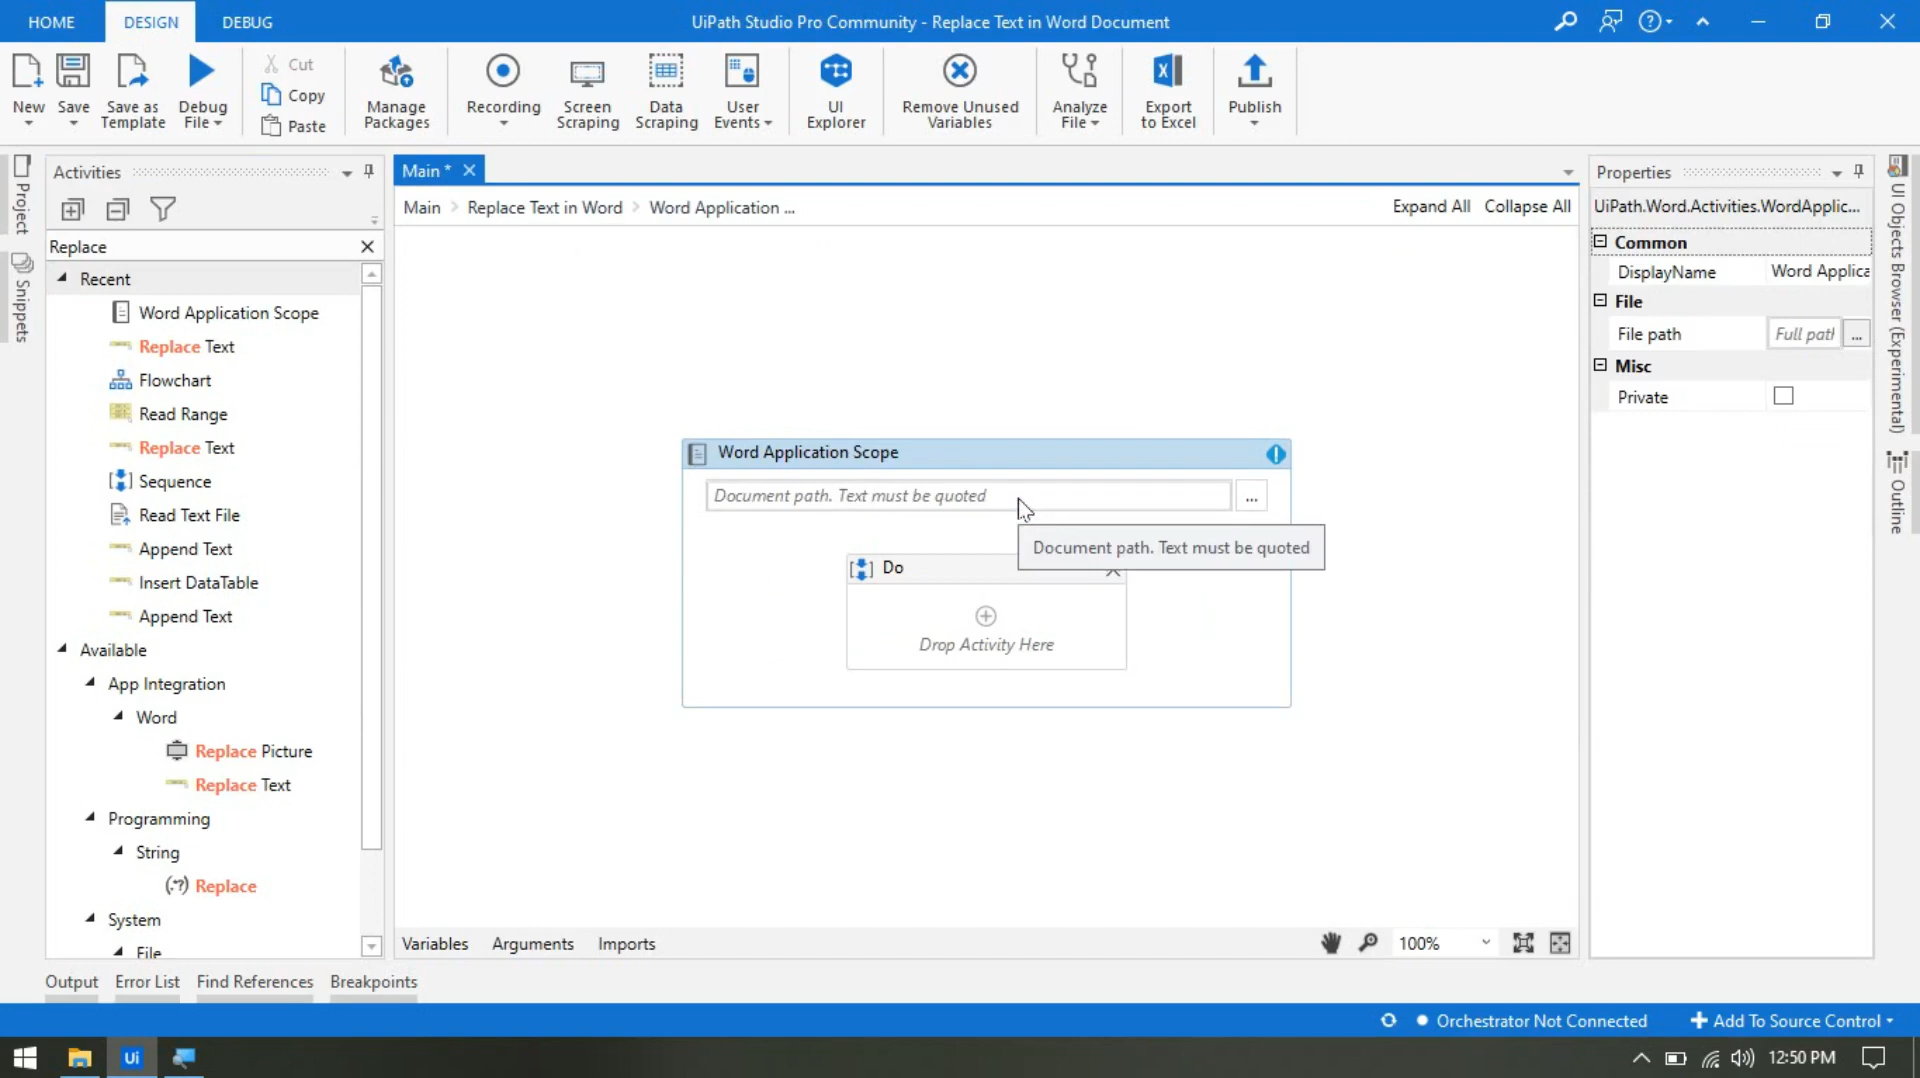 HOME DESIGN DEBUG UiPath Studio Pro Community - Replace Text in Word Document
New Save Save as Template Debug File Cut Copy Paste Manage Packages Recording Screen Scraping Data Scraping User Events UI Explorer Remove Unused Variables Analyze File Export to Excel Publish
Project
Snippets
Activities
Replace
Recent
Word Application Scope
Replace Text
Flowchart
Read Range
Replace Text
Sequence
Read Text File
Append Text
Insert DataTable
Append Text
Available
App Integration
Word
Replace Picture
Replace Text
Programming
String
Replace
System
File
Main *
Main > Replace Text in Word > Word Application ... Expand All Collapse All
Word Application Scope
Document path. Text must be quoted ...
Document path. Text must be quoted
Do
Drop Activity Here
Variables Arguments Imports 100%
Properties
UiPath.Word.Activities.WordApplic...
Common
DisplayName Word Applica
File
File path Full path ...
Misc
Private
UI Objects Browser (Experimental)
Outline
Output Error List Find References Breakpoints
Orchestrator Not Connected Add To Source Control
Ui 12:50 PM